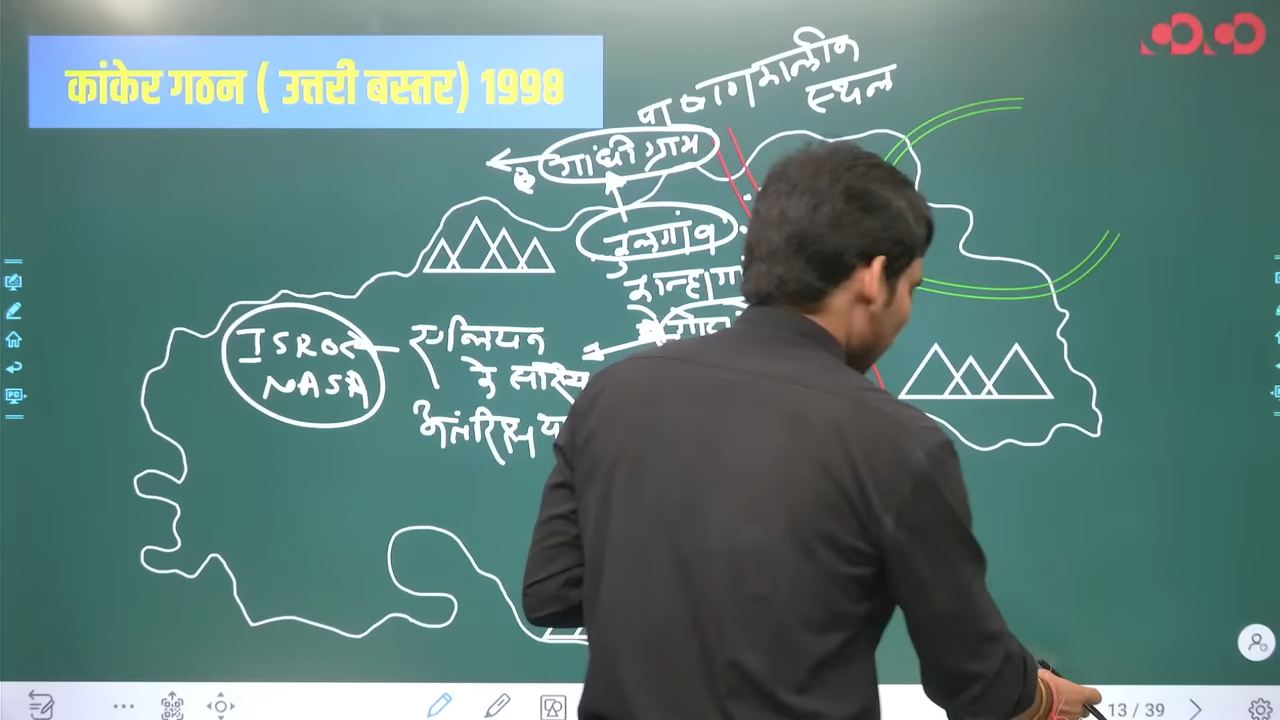 कांकेर गठन ( उत्तरी बस्तर) 1998
पाषाणकालीन
स्थल
गांधी ग्राम
कुलगांव
कान्हागां
ISRO
NASA
एलियन
के साक्ष्य
अंतरिक्ष या
13 / 39